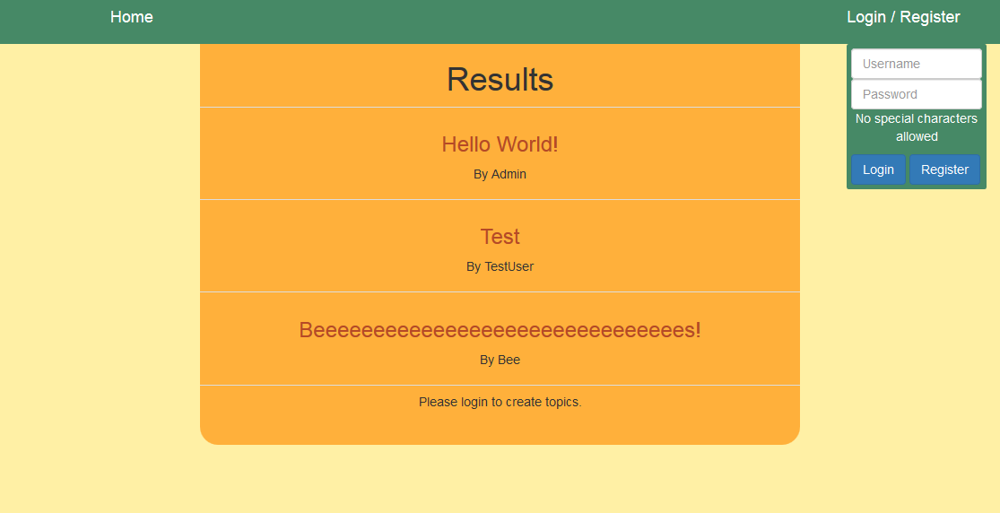 Home
Login / Register
Username
Password
No special characters
allowed
Login Register
Results
Hello World!
By Admin
Test
By TestUser
Beeeeeeeeeeeeeeeeeeeeeeeeeeeeeeees!
By Bee
Please login to create topics.